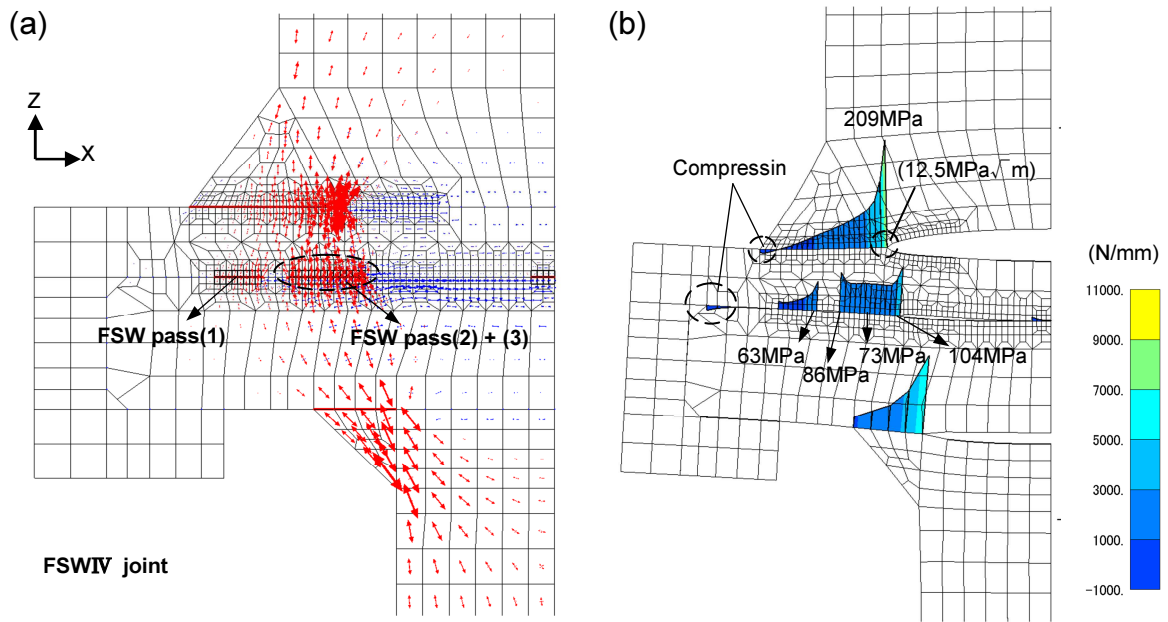 (a)
Z
X
FSW pass(1)
FSW pass(2) + (3)
FSWⅣ joint
(b)
209MPa
Compressin
(12.5MPa√m)
63MPa
86MPa
73MPa
104MPa
(N/mm)
11000.
9000.
7000.
5000.
3000.
1000.
-1000.